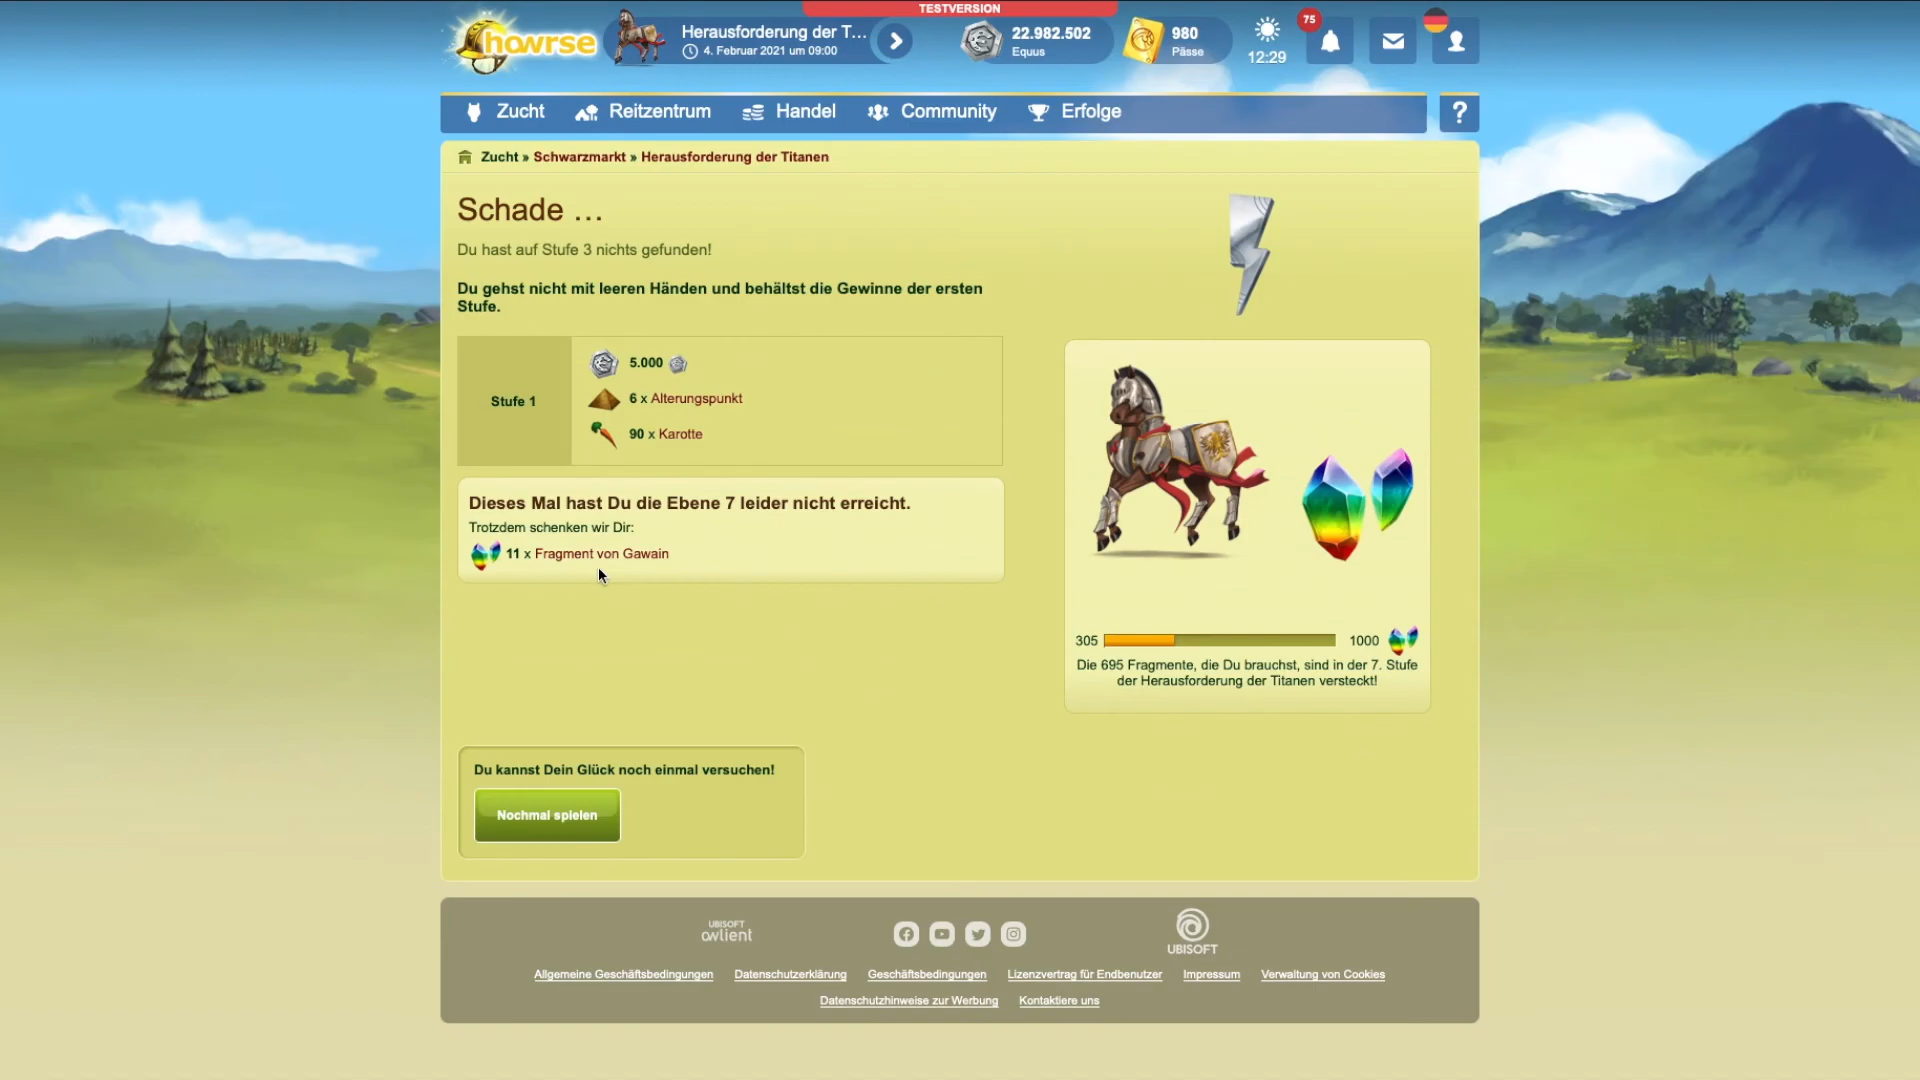 TESTVERSION
howrse
Herausforderung der T...
4. Februar 2021 um 09:00
22.982.502
Equus
980
Pässe
12:29
75
Zucht
Reitzentrum
Handel
Community
Erfolge
?
Zucht » Schwarzmarkt » Herausforderung der Titanen
Schade ...
Du hast auf Stufe 3 nichts gefunden!
Du gehst nicht mit leeren Händen und behältst die Gewinne der ersten
Stufe.
Stufe 1
5.000
6 x Alterungspunkt
90 x Karotte
Dieses Mal hast Du die Ebene 7 leider nicht erreicht.
Trotzdem schenken wir Dir:
11 x Fragment von Gawain
305
1000
Die 695 Fragmente, die Du brauchst, sind in der 7. Stufe
der Herausforderung der Titanen versteckt!
Du kannst Dein Glück noch einmal versuchen!
Nochmal spielen
UBISOFT
owlient
UBISOFT
Allgemeine Geschäftsbedingungen
Datenschutzerklärung
Geschäftsbedingungen
Lizenzvertrag für Endbenutzer
Impressum
Verwaltung von Cookies
Datenschutzhinweise zur Werbung
Kontaktiere uns